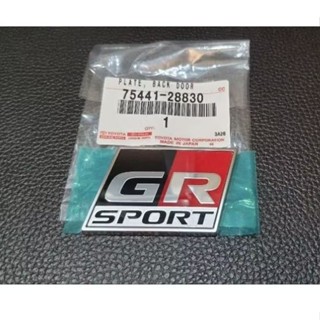 PLATE, BACK DOOR
75441-28830
1
TOYOTA MOTOR CORPORATION
MADE IN JAPAN
GR
SPORT